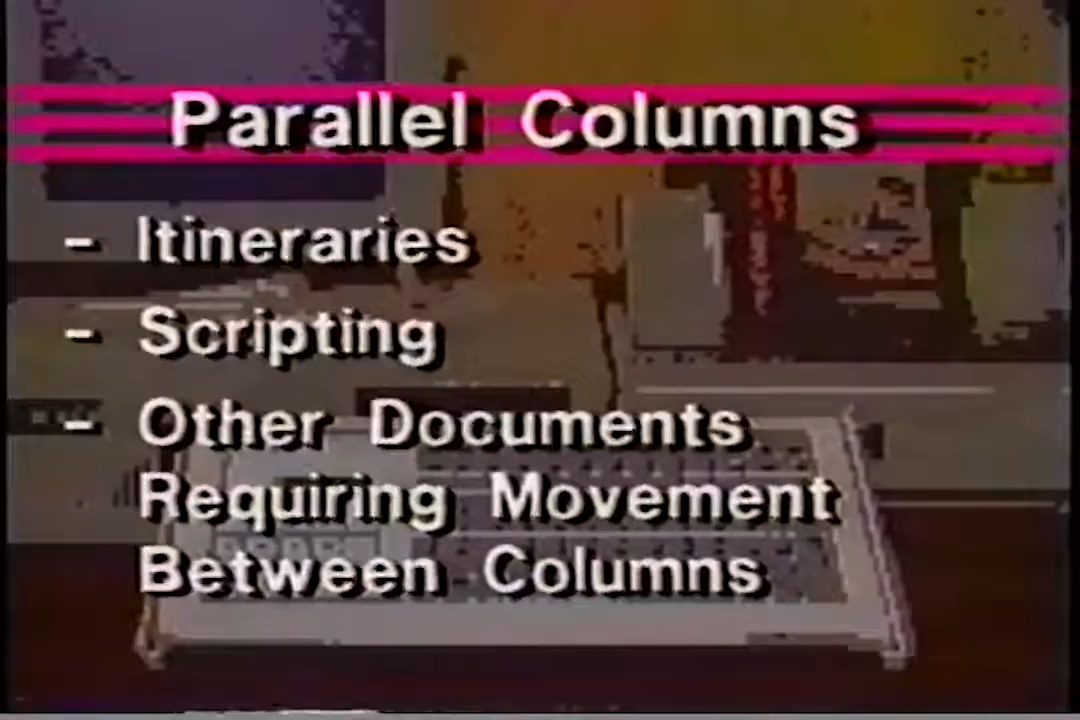 Parallel Columns
- Itineraries
- Scripting
- Other Documents
Requiring Movement
Between Columns